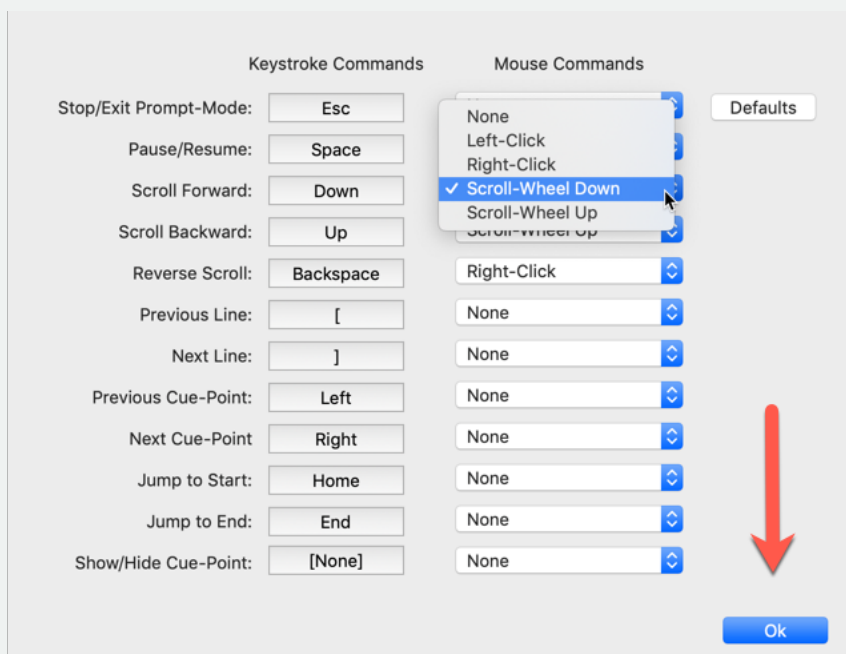 Keystroke Commands Mouse Commands
Stop/Exit Prompt-Mode: Esc Defaults
None
Left-Click
Pause/Resume: Space
Right-Click
Scroll Forward: Down ✓ Scroll-Wheel Down
Scroll-Wheel Up
Scroll Backward: Up Scroll-Wheel Up
Reverse Scroll: Backspace Right-Click
Previous Line: [ None
Next Line: ] None
Previous Cue-Point: Left None
Next Cue-Point Right None
Jump to Start: Home None
Jump to End: End None
Show/Hide Cue-Point: [None] None
Ok